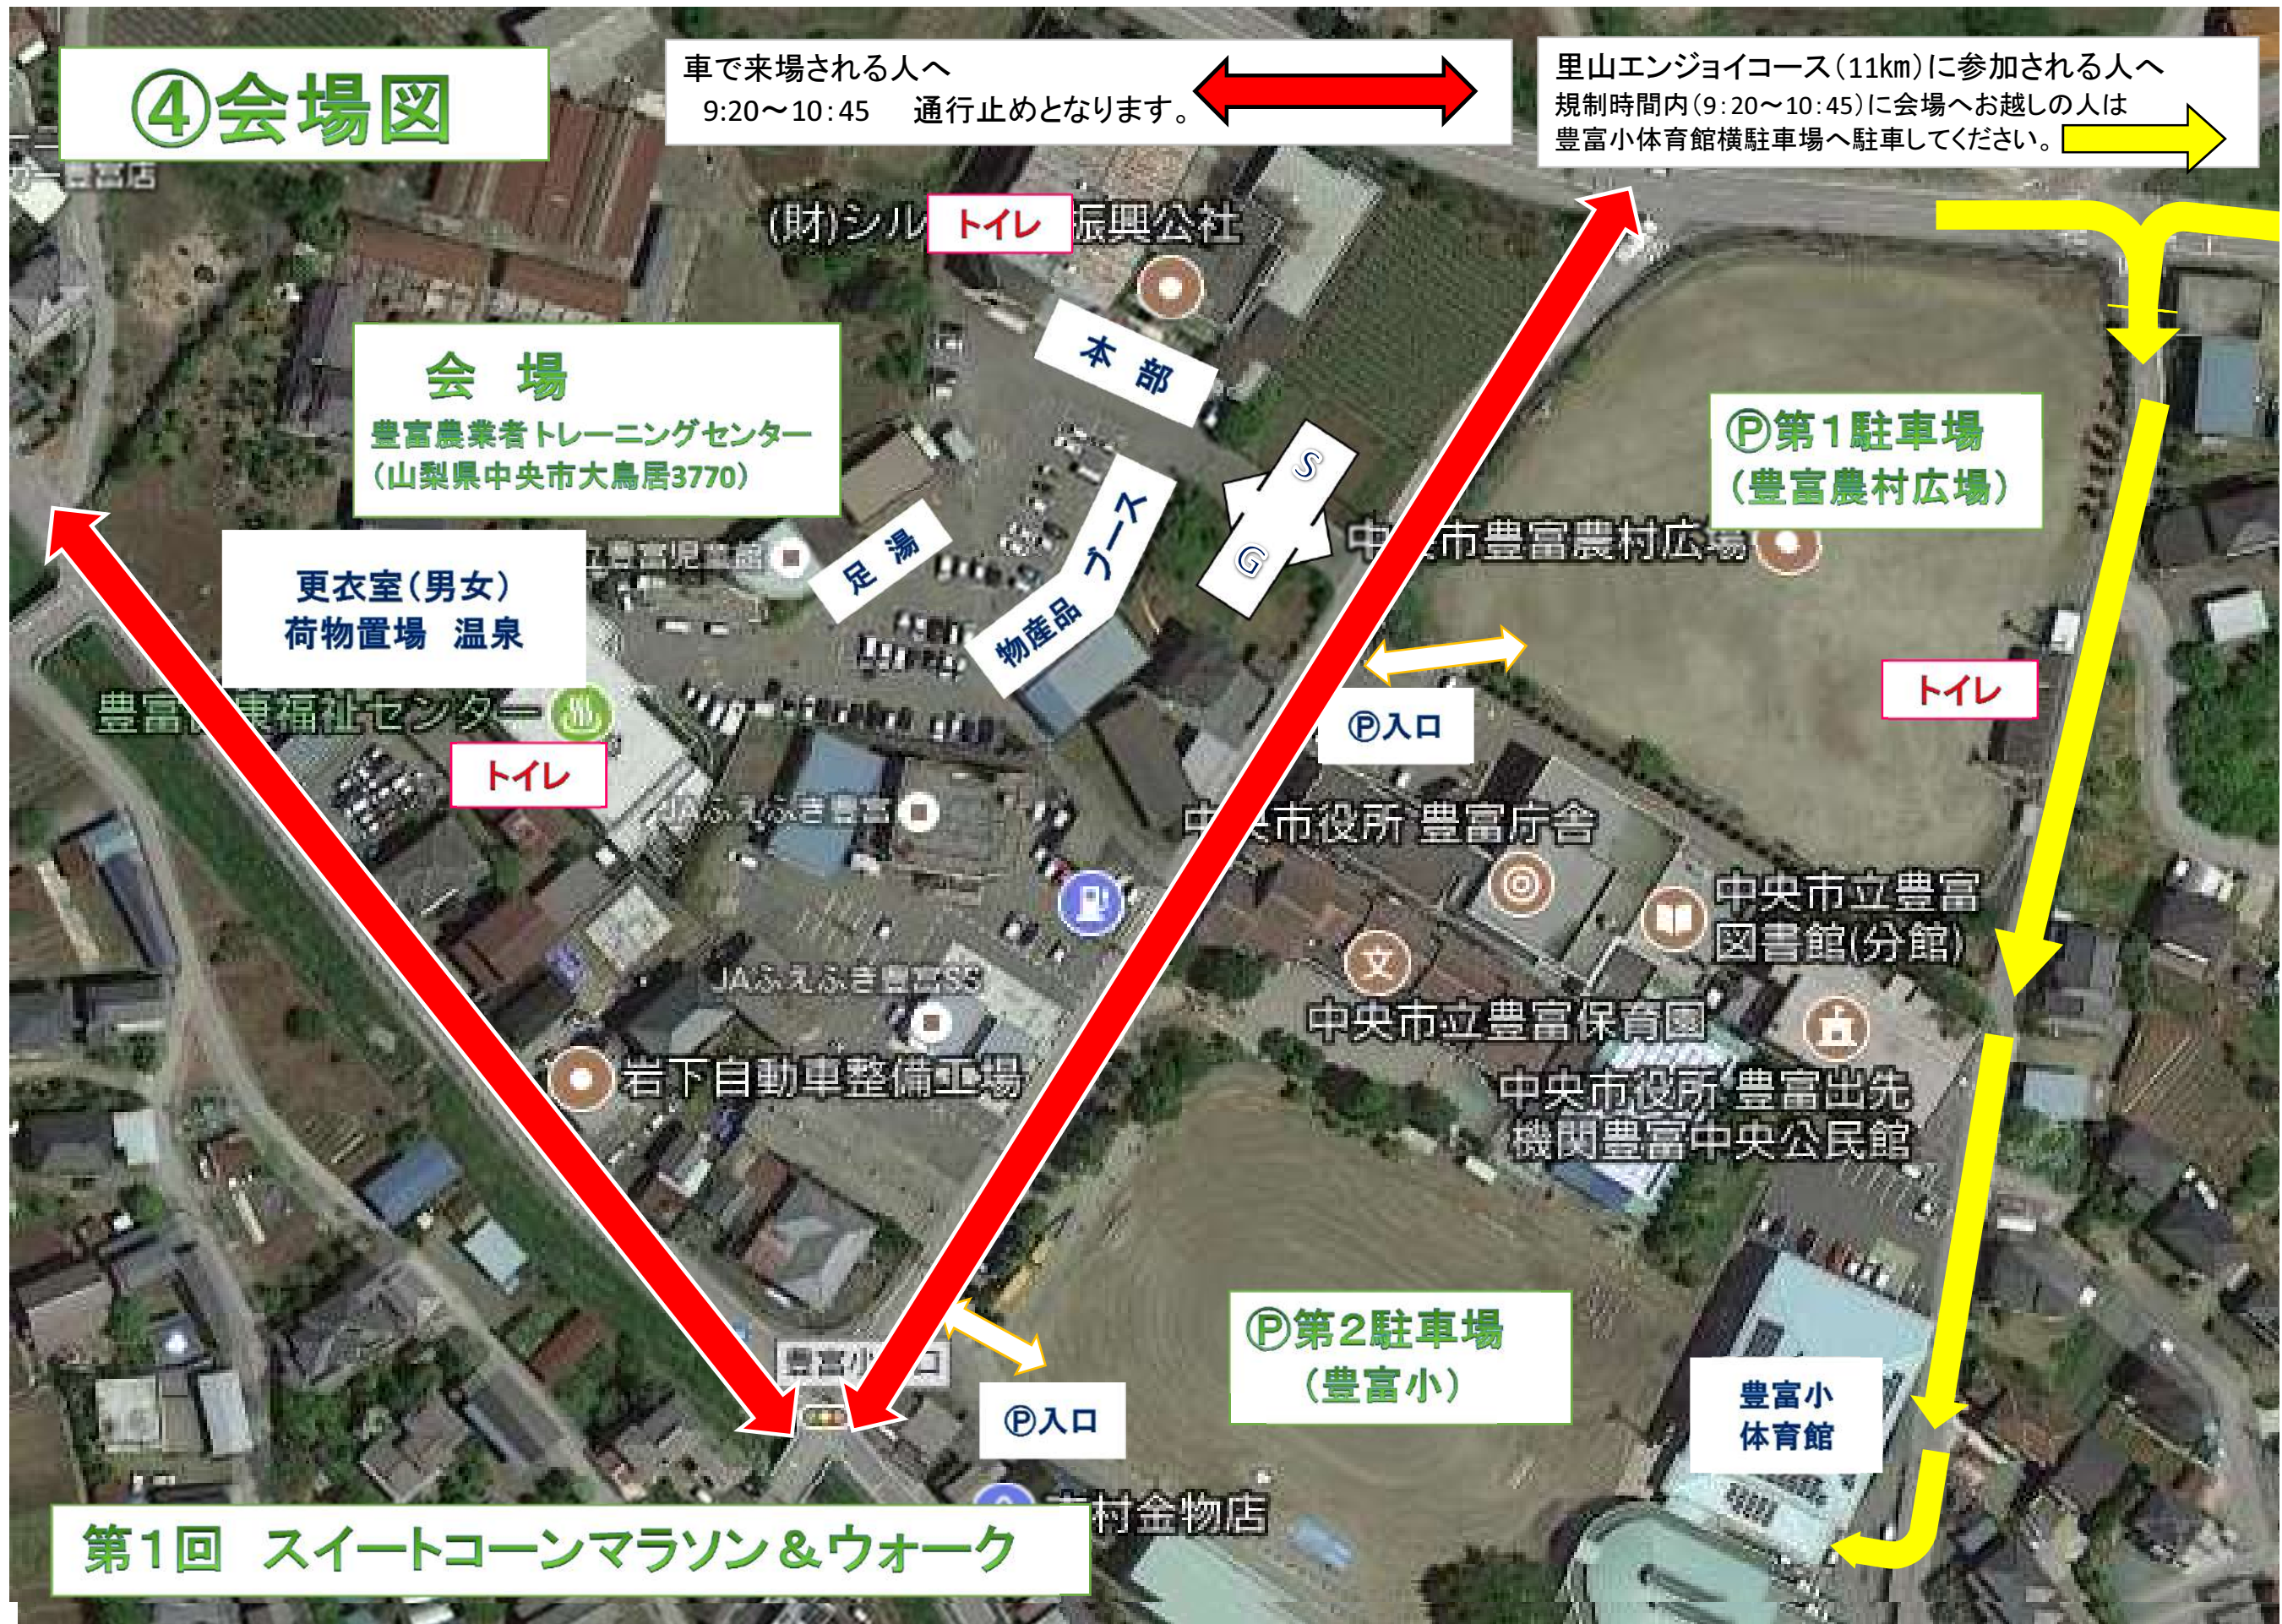 ④会場図
車で来場される人へ
9:20～10:45　通行止めとなります。
里山エンジョイコース（11km）に参加される人へ
規制時間内（9:20～10:45）に会場へお越しの人は
豊富小体育館横駐車場へ駐車してください。
豊富店
(財)シル
トイレ
振興公社
本 部
会 場
豊富農業者トレーニングセンター
（山梨県中央市大鳥居3770）
Ⓟ第1駐車場
（豊富農村広場）
S
G
中央市豊富農村広場
足 湯
物産品 ブース
更衣室（男女）
荷物置場 温泉
豊富
康福祉センター
トイレ
トイレ
Ⓟ入口
JAふえふき豊富
中央市役所 豊富庁舎
中央市立豊富
図書館(分館)
JAふえふき豊富SS
文
中央市立豊富保育園
岩下自動車整備工場
中央市役所 豊富出先
機関豊富中央公民館
Ⓟ第2駐車場
（豊富小）
豊富小
口
Ⓟ入口
豊富小
体育館
村金物店
第1回　スイートコーンマラソン＆ウォーク